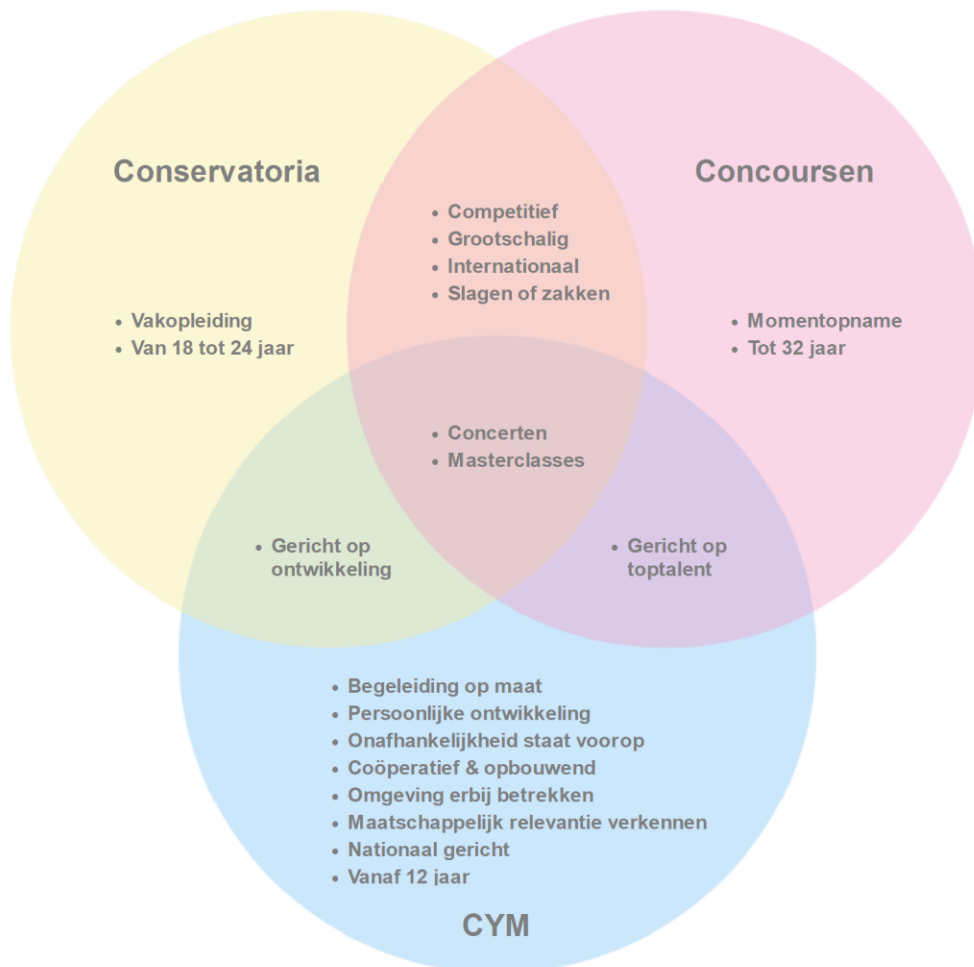 Conservatoria
Concoursen
• Competitief
• Grootschalig
• Internationaal
• Slagen of zakken
• Vakopleiding
• Van 18 tot 24 jaar
• Momentopname
• Tot 32 jaar
• Concerten
• Masterclasses
• Gericht op
ontwikkeling
• Gericht op
toptalent
• Begeleiding op maat
• Persoonlijke ontwikkeling
• Onafhankelijkheid staat voorop
• Coöperatief & opbouwend
• Omgeving erbij betrekken
• Maatschappelijk relevantie verkennen
• Nationaal gericht
• Vanaf 12 jaar
CYM